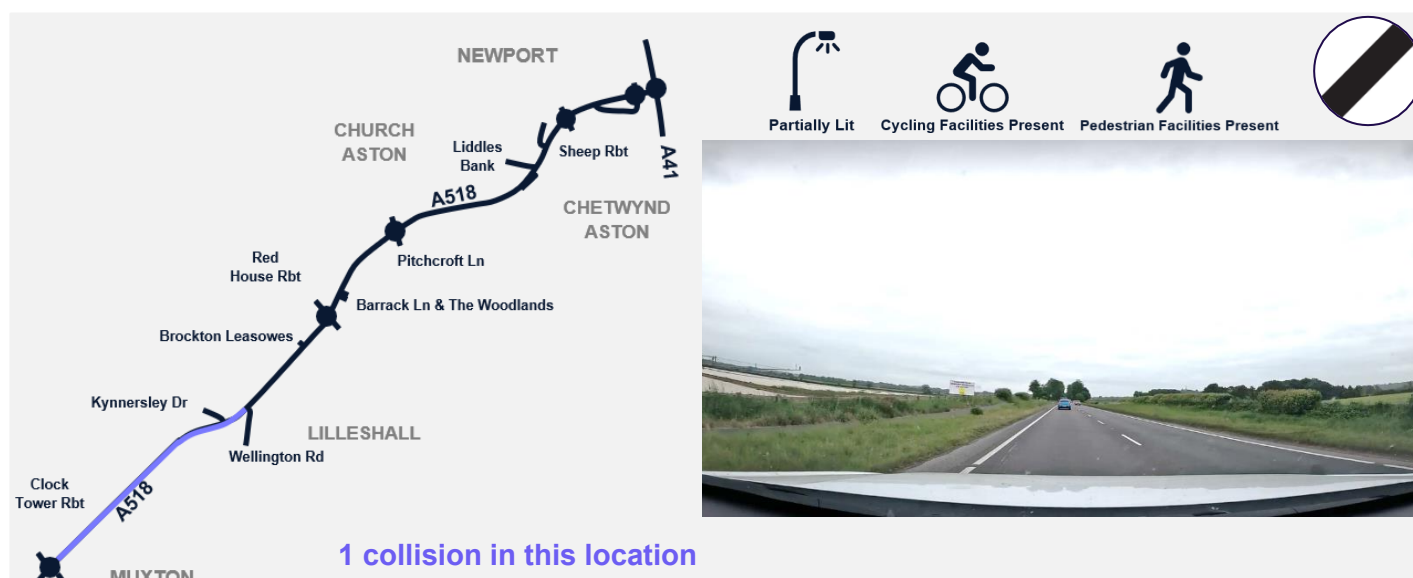 NEWPORT
CHURCH
ASTON
Liddles
Bank
Sheep Rbt
A41
A518
CHETWYND
ASTON
Pitchcroft Ln
Red
House Rbt
Barrack Ln & The Woodlands
Brockton Leasowes
Kynnersley Dr
LILLESHALL
Wellington Rd
Clock
Tower Rbt
A518
MUXTON
1 collision in this location
Partially Lit
Cycling Facilities Present
Pedestrian Facilities Present